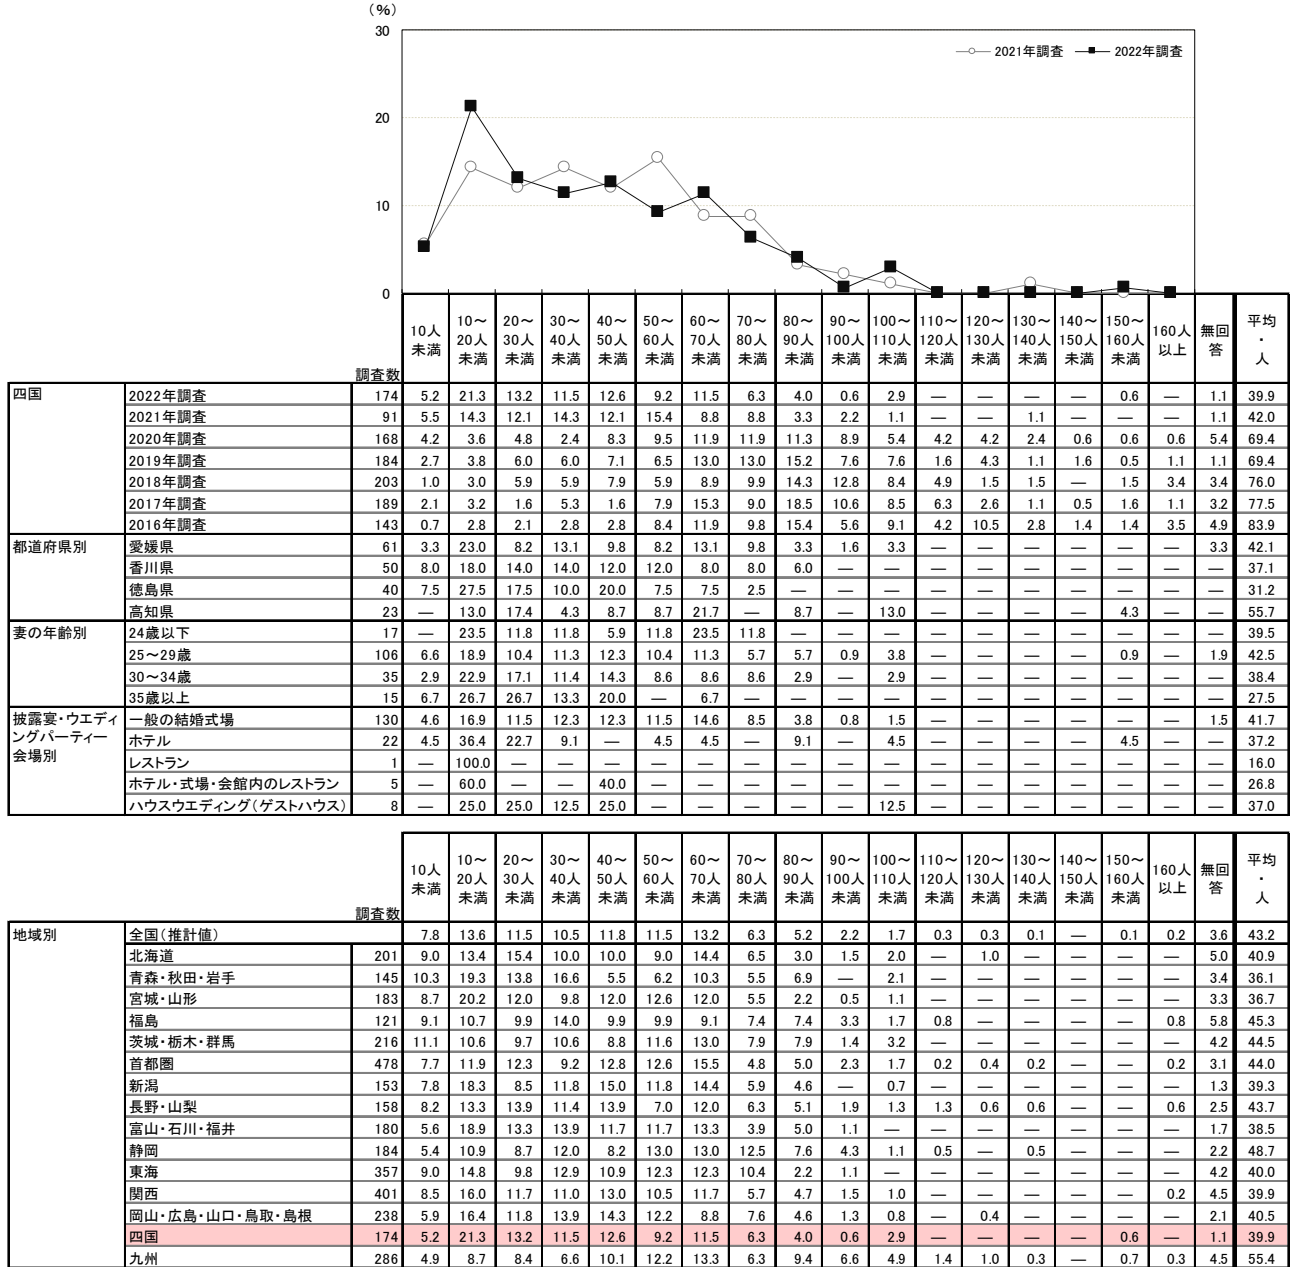 （％）
30
20
10
0
2021年調査 2022年調査
調査数 10人未満 10～20人未満 20～30人未満 30～40人未満 40～50人未満 50～60人未満 60～70人未満 70～80人未満 80～90人未満 90～100人未満 100～110人未満 110～120人未満 120～130人未満 130～140人未満 140～150人未満 150～160人未満 160人以上 無回答 平均・人
四国 2022年調査 174 5.2 21.3 13.2 11.5 12.6 9.2 11.5 6.3 4.0 0.6 2.9 — — — — 0.6 — 1.1 39.9
2021年調査 91 5.5 14.3 12.1 14.3 12.1 15.4 8.8 8.8 3.3 2.2 1.1 — — 1.1 — — — 1.1 42.0
2020年調査 168 4.2 3.6 4.8 2.4 8.3 9.5 11.9 11.9 11.3 8.9 5.4 4.2 4.2 2.4 0.6 0.6 0.6 5.4 69.4
2019年調査 184 2.7 3.8 6.0 6.0 7.1 6.5 13.0 13.0 15.2 7.6 7.6 1.6 4.3 1.1 1.6 0.5 1.1 1.1 69.4
2018年調査 203 1.0 3.0 5.9 5.9 7.9 5.9 8.9 9.9 14.3 12.8 8.4 4.9 1.5 1.5 — 1.5 3.4 3.4 76.0
2017年調査 189 2.1 3.2 1.6 5.3 1.6 7.9 15.3 9.0 18.5 10.6 8.5 6.3 2.6 1.1 0.5 1.6 1.1 3.2 77.5
2016年調査 143 0.7 2.8 2.1 2.8 2.8 8.4 11.9 9.8 15.4 5.6 9.1 4.2 10.5 2.8 1.4 1.4 3.5 4.9 83.9
都道府県別 愛媛県 61 3.3 23.0 8.2 13.1 9.8 8.2 13.1 9.8 3.3 1.6 3.3 — — — — — — 3.3 42.1
香川県 50 8.0 18.0 14.0 14.0 12.0 12.0 8.0 8.0 6.0 — — — — — — — — — 37.1
徳島県 40 7.5 27.5 17.5 10.0 20.0 7.5 7.5 2.5 — — — — — — — — — — 31.2
高知県 23 — 13.0 17.4 4.3 8.7 8.7 21.7 — 8.7 — 13.0 — — — — 4.3 — — 55.7
妻の年齢別 24歳以下 17 — 23.5 11.8 11.8 5.9 11.8 23.5 11.8 — — — — — — — — — — 39.5
25～29歳 106 6.6 18.9 10.4 11.3 12.3 10.4 11.3 5.7 5.7 0.9 3.8 — — — — 0.9 — 1.9 42.5
30～34歳 35 2.9 22.9 17.1 11.4 14.3 8.6 8.6 8.6 2.9 — 2.9 — — — — — — — 38.4
35歳以上 15 6.7 26.7 26.7 13.3 20.0 — 6.7 — — — — — — — — — — — 27.5
披露宴・ウエディングパーティー会場別 一般の結婚式場 130 4.6 16.9 11.5 12.3 12.3 11.5 14.6 8.5 3.8 0.8 1.5 — — — — — — 1.5 41.7
ホテル 22 4.5 36.4 22.7 9.1 — 4.5 4.5 — 9.1 — 4.5 — — — — 4.5 — — 37.2
レストラン 1 — 100.0 — — — — — — — — — — — — — — — — 16.0
ホテル・式場・会館内のレストラン 5 — 60.0 — — 40.0 — — — — — — — — — — — — — 26.8
ハウスウエディング（ゲストハウス） 8 — 25.0 25.0 12.5 25.0 — — — — — 12.5 — — — — — — — 37.0
調査数 10人未満 10～20人未満 20～30人未満 30～40人未満 40～50人未満 50～60人未満 60～70人未満 70～80人未満 80～90人未満 90～100人未満 100～110人未満 110～120人未満 120～130人未満 130～140人未満 140～150人未満 150～160人未満 160人以上 無回答 平均・人
地域別 全国（推計値） 7.8 13.6 11.5 10.5 11.8 11.5 13.2 6.3 5.2 2.2 1.7 0.3 0.3 0.1 — 0.1 0.2 3.6 43.2
北海道 201 9.0 13.4 15.4 10.0 10.0 9.0 14.4 6.5 3.0 1.5 2.0 — 1.0 — — — — 5.0 40.9
青森・秋田・岩手 145 10.3 19.3 13.8 16.6 5.5 6.2 10.3 5.5 6.9 — 2.1 — — — — — — 3.4 36.1
宮城・山形 183 8.7 20.2 12.0 9.8 12.0 12.6 12.0 5.5 2.2 0.5 1.1 — — — — — — 3.3 36.7
福島 121 9.1 10.7 9.9 14.0 9.9 9.9 9.1 7.4 7.4 3.3 1.7 0.8 — — — — 0.8 5.8 45.3
茨城・栃木・群馬 216 11.1 10.6 9.7 10.6 8.8 11.6 13.0 7.9 7.9 1.4 3.2 — — — — — — 4.2 44.5
首都圏 478 7.7 11.9 12.3 9.2 12.8 12.6 15.5 4.8 5.0 2.3 1.7 0.2 0.4 0.2 — — 0.2 3.1 44.0
新潟 153 7.8 18.3 8.5 11.8 15.0 11.8 14.4 5.9 4.6 — 0.7 — — — — — — 1.3 39.3
長野・山梨 158 8.2 13.3 13.9 11.4 13.9 7.0 12.0 6.3 5.1 1.9 1.3 1.3 0.6 0.6 — — 0.6 2.5 43.7
富山・石川・福井 180 5.6 18.9 13.3 13.9 11.7 11.7 13.3 3.9 5.0 1.1 — — — — — — — 1.7 38.5
静岡 184 5.4 10.9 8.7 12.0 8.2 13.0 13.0 12.5 7.6 4.3 1.1 0.5 — 0.5 — — — 2.2 48.7
東海 357 9.0 14.8 9.8 12.9 10.9 12.3 12.3 10.4 2.2 1.1 — — — — — — — 4.2 40.0
関西 401 8.5 16.0 11.7 11.0 13.0 10.5 11.7 5.7 4.7 1.5 1.0 — — — — — 0.2 4.5 39.9
岡山・広島・山口・鳥取・島根 238 5.9 16.4 11.8 13.9 14.3 12.2 8.8 7.6 4.6 1.3 0.8 — 0.4 — — — — 2.1 40.5
四国 174 5.2 21.3 13.2 11.5 12.6 9.2 11.5 6.3 4.0 0.6 2.9 — — — — 0.6 — 1.1 39.9
九州 286 4.9 8.7 8.4 6.6 10.1 12.2 13.3 6.3 9.4 6.6 4.9 1.4 1.0 0.3 — 0.7 0.3 4.5 55.4